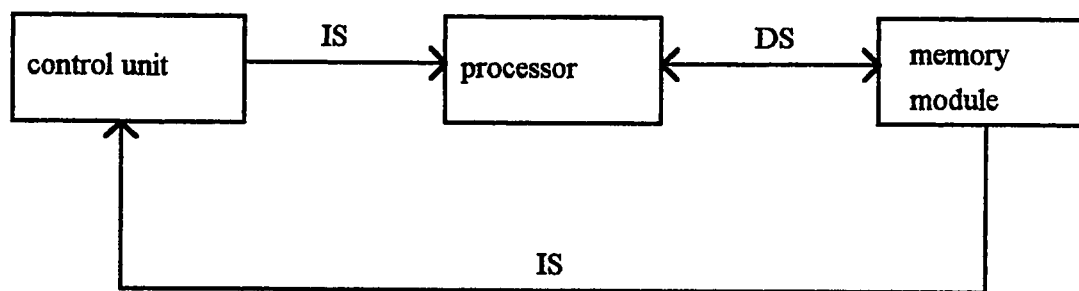 IS
DS
control unit
processor
memory
module
IS